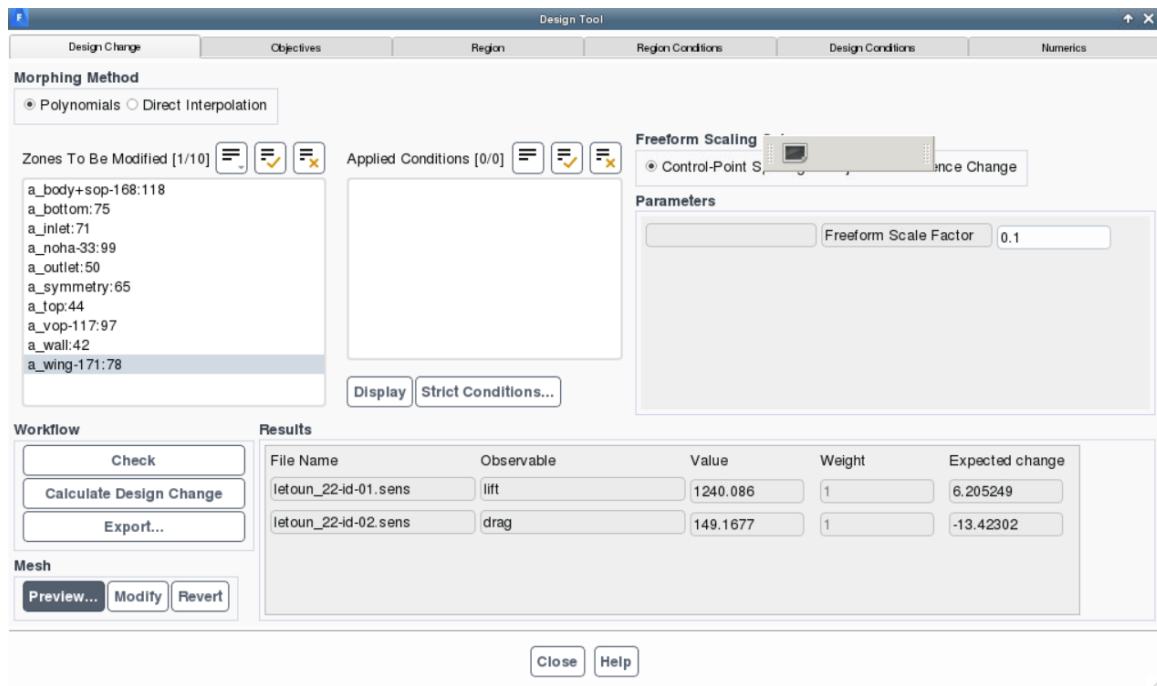 Design Tool
Design Change Objectives Region Region Conditions Design Conditions Numerics
Morphing Method
Polynomials Direct Interpolation
Zones To Be Modified [1/10]
a_body+sop-168:118
a_bottom:75
a_inlet:71
a_noha-33:99
a_outlet:50
a_symmetry:65
a_top:44
a_vop-117:97
a_wall:42
a_wing-171:78
Applied Conditions [0/0]
Display Strict Conditions...
Freeform Scaling
Control-Point Change
Parameters
Freeform Scale Factor 0.1
Workflow
Check
Calculate Design Change
Export...
Mesh
Preview... Modify Revert
Results
File Name Observable Value Weight Expected change
letoun_22-id-01.sens lift 1240.086 1 6.205249
letoun_22-id-02.sens drag 149.1677 1 -13.42302
Close Help